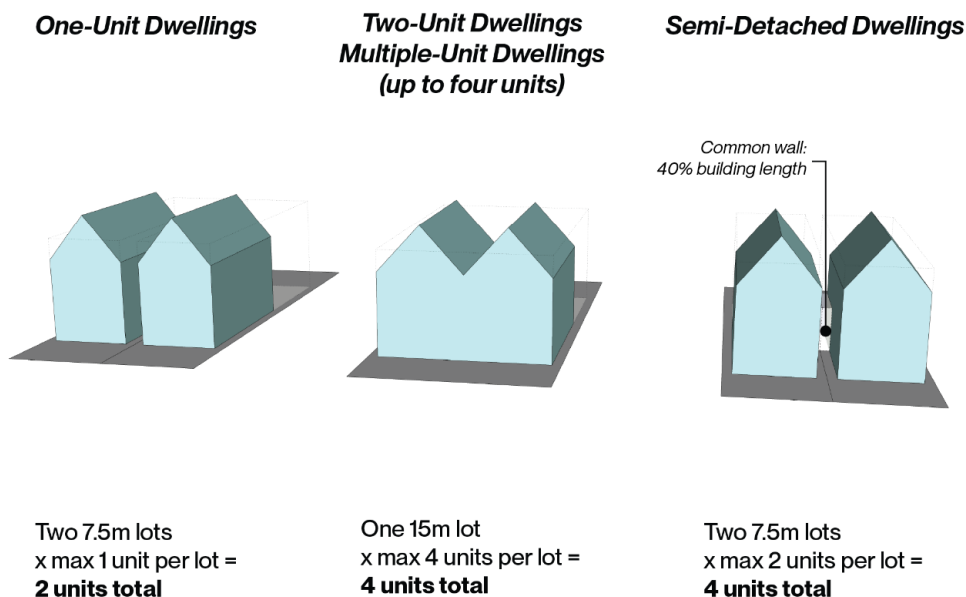 One-Unit Dwellings
Two-Unit Dwellings
Multiple-Unit Dwellings
(up to four units)
Semi-Detached Dwellings
Common wall:
40% building length
Two 7.5m lots
x max 1 unit per lot =
2 units total
One 15m lot
x max 4 units per lot =
4 units total
Two 7.5m lots
x max 2 units per lot =
4 units total